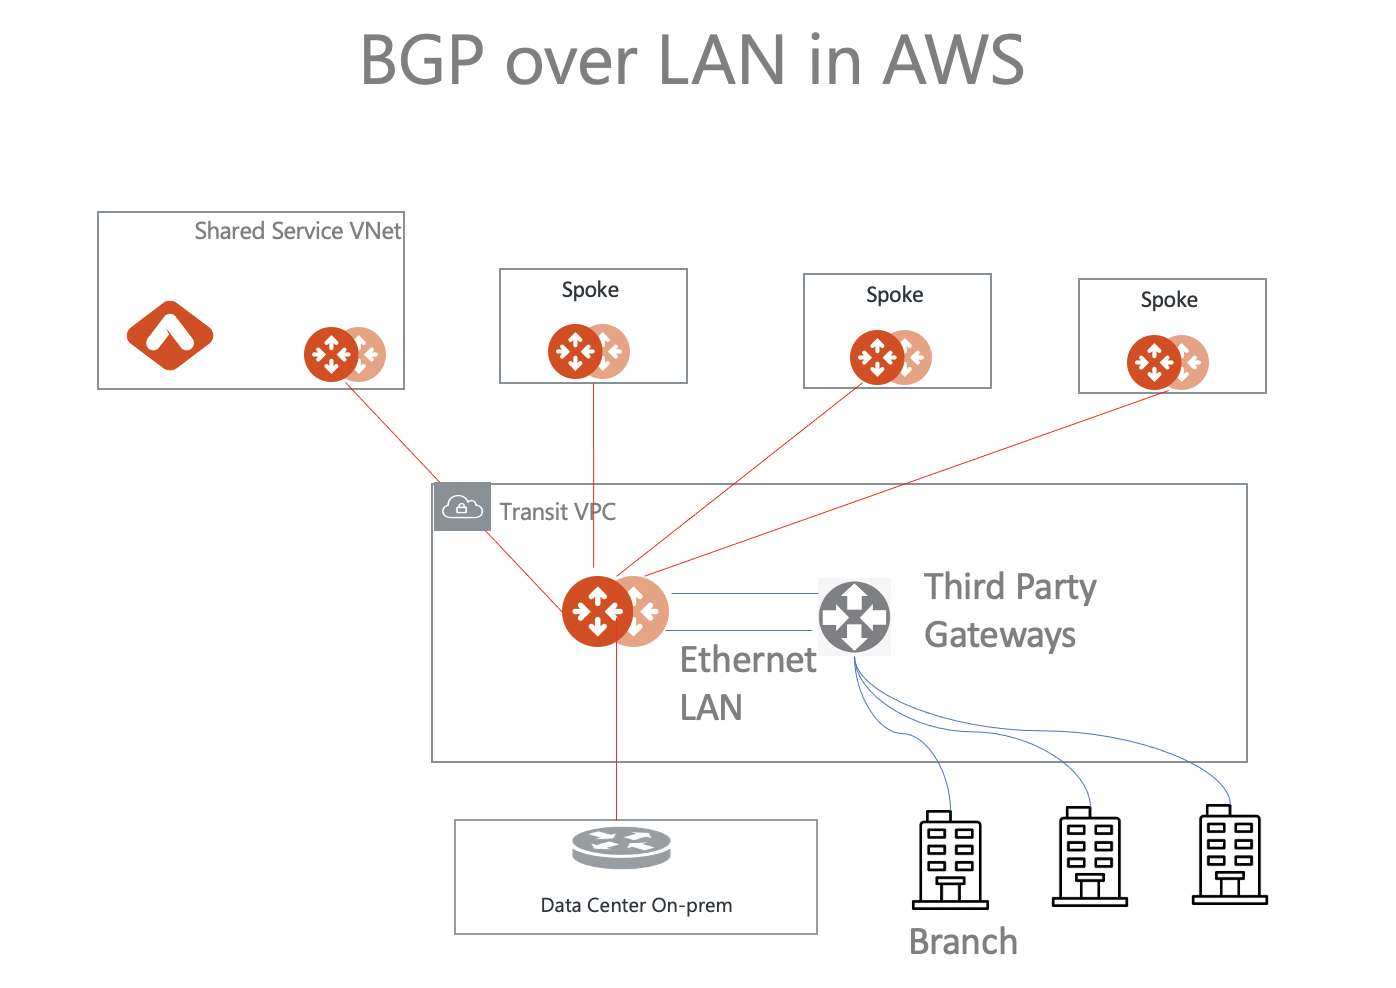 BGP over LAN in AWS
Shared Service VNet
Spoke
Spoke
Spoke
Transit VPC
Third Party
Gateways
Ethernet
LAN
Data Center On-prem
Branch